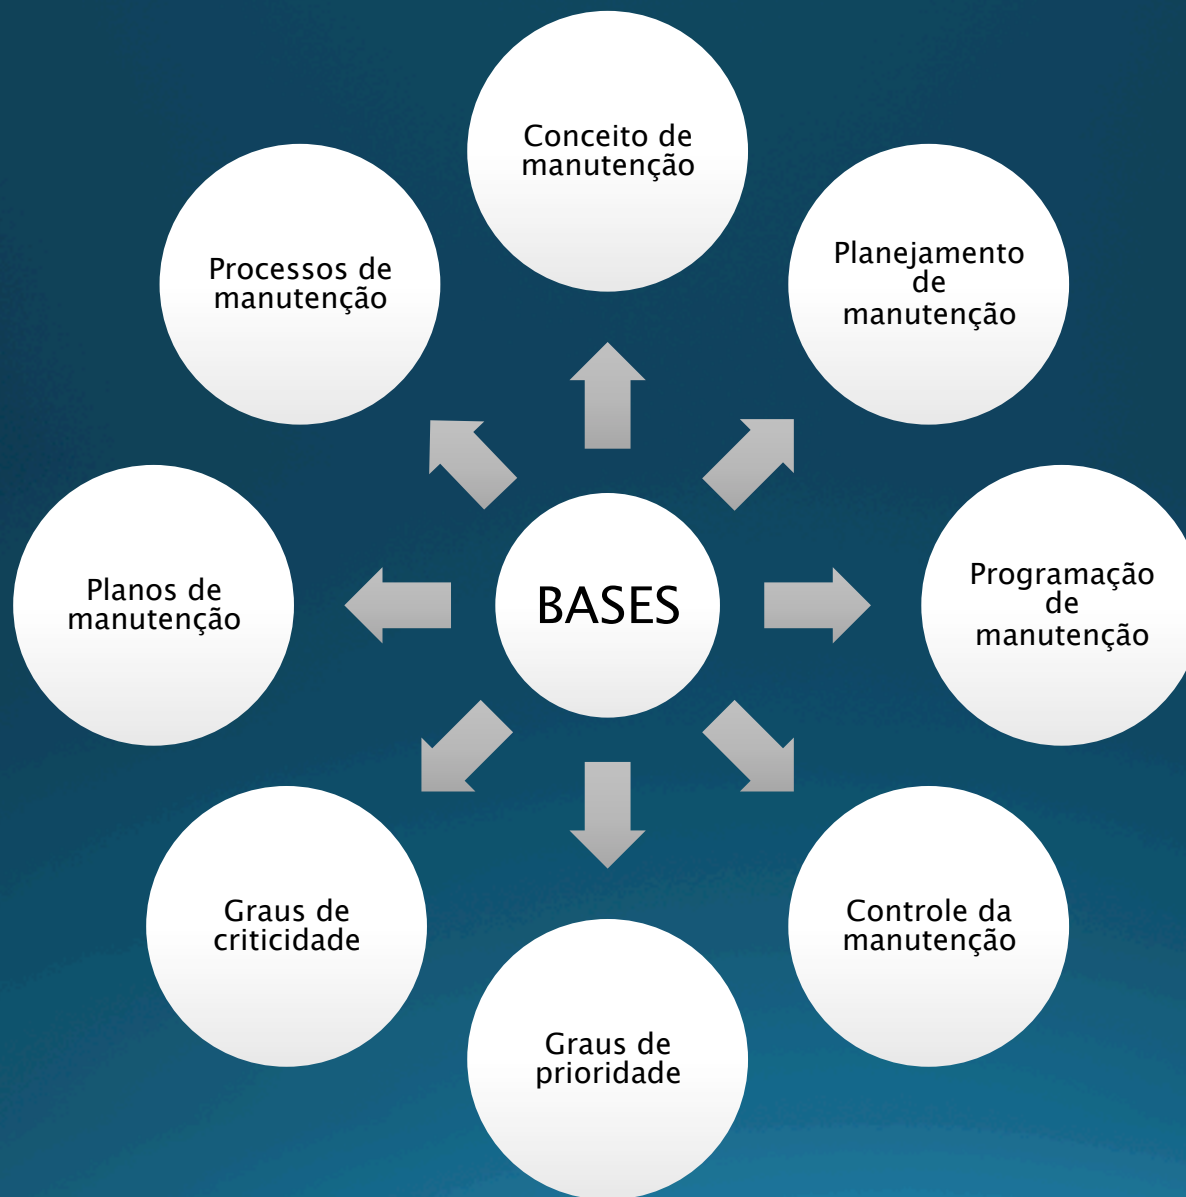 Conceito de
manutenção
Planejamento
de
manutenção
Programação
de
manutenção
Controle da
manutenção
Graus de
prioridade
Graus de
criticidade
Planos de
manutenção
Processos de
manutenção
BASES